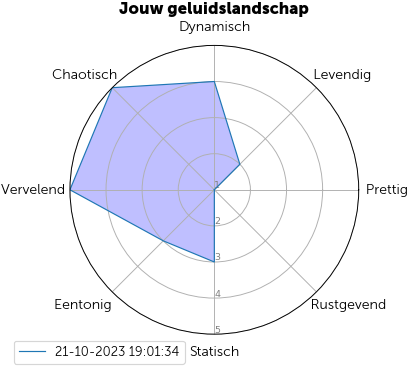 Jouw geluidslandschap
Dynamisch
Chaotisch
Levendig
Vervelend
Prettig
1
2
3
4
5
Eentonig
Rustgevend
Statisch
21-10-2023 19:01:34